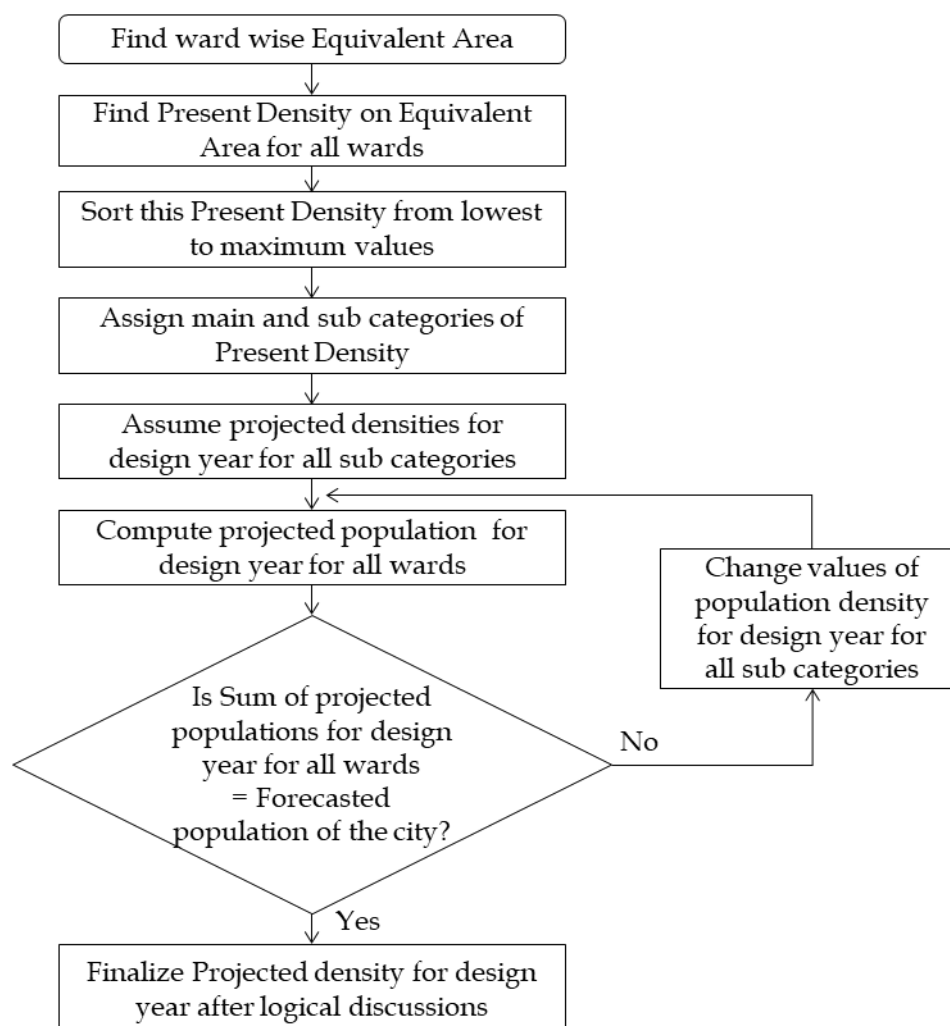 Find ward wise Equivalent Area
Find Present Density on Equivalent
Area for all wards
Sort this Present Density from lowest
to maximum values
Assign main and sub categories of
Present Density
Assume projected densities for
design year for all sub categories
Compute projected population for
design year for all wards
Change values of
population density
for design year for
all sub categories
Is Sum of projected
populations for design
year for all wards
= Forecasted
population of the city?
No
Yes
Finalize Projected density for design
year after logical discussions